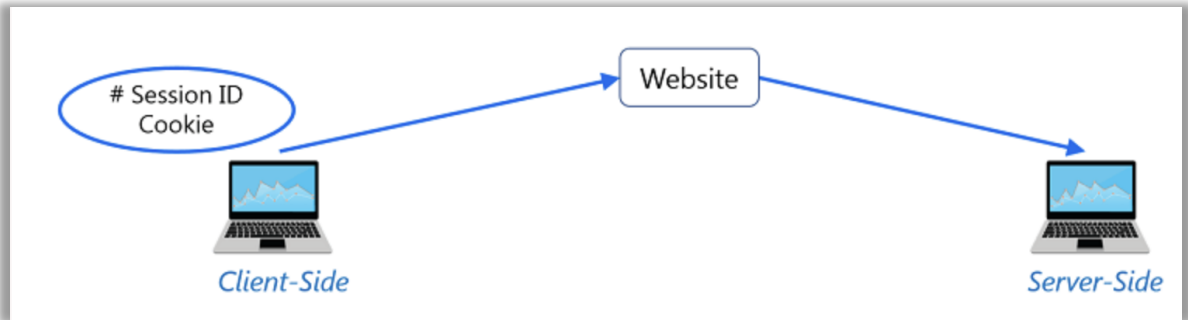 # Session ID
Cookie
Website
Client-Side
Server-Side